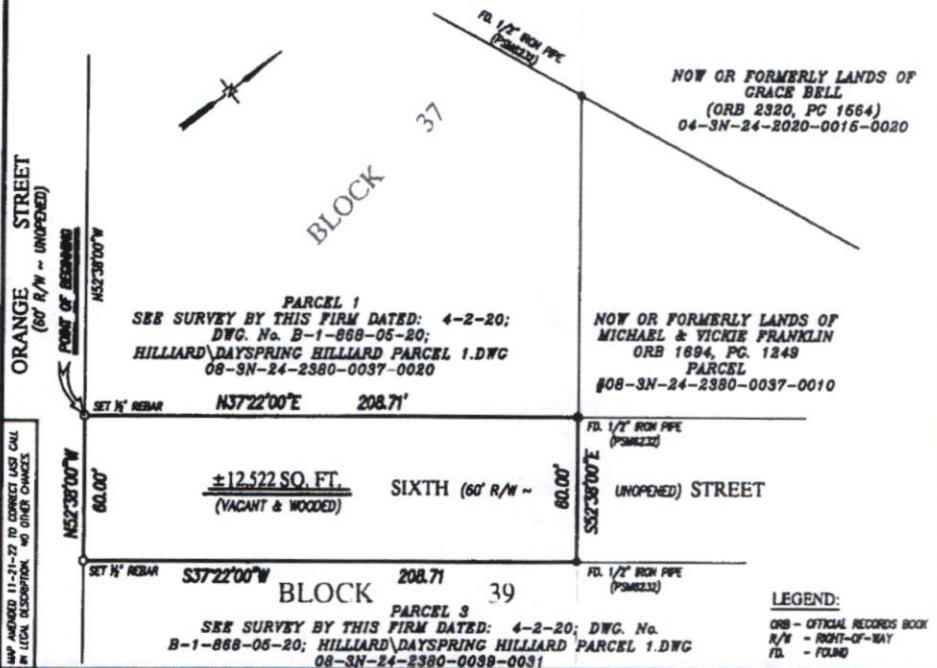 FD. 1/2" IRON PIPE
(PSM6232)
NOW OR FORMERLY LANDS OF
GRACE BELL
(ORB 2320, PG 1664)
04-3N-24-2020-0015-0020
BLOCK 37
ORANGE STREET
(60' R/W ~ UNOPENED)
POINT OF BEGINNING
N52°38'00"W
PARCEL 1
SEE SURVEY BY THIS FIRM DATED: 4-2-20;
DWG. No. B-1-868-05-20;
HILLIARD\DAYSPRING HILLIARD PARCEL 1.DWG
08-3N-24-2380-0037-0020
NOW OR FORMERLY LANDS OF
MICHAEL & VICKIE FRANKLIN
ORB 1694, PG. 1249
PARCEL
#08-3N-24-2380-0037-0010
SET ½" REBAR N37°22'00"E 208.71'
FD. 1/2" IRON PIPE
(PSM6232)
N52°38'00"W
60.00'
±12,522 SQ. FT.
(VACANT & WOODED)
SIXTH (60' R/W ~ UNOPENED) STREET
60.00'
S52°38'00"E
SET ½" REBAR S37°22'00"W 208.71
FD. 1/2" IRON PIPE
(PSM6232)
BLOCK 39
PARCEL 3
SEE SURVEY BY THIS FIRM DATED: 4-2-20; DWG. No.
B-1-868-05-20; HILLIARD\DAYSPRING HILLIARD PARCEL 1.DWG
08-3N-24-2380-0039-0031
MAP AMENDED 11-21-22 TO CORRECT LAST CALL
IN LEGAL DESCRIPTION. NO OTHER CHANGES
LEGEND:
ORB - OFFICIAL RECORDS BOOK
R/W - RIGHT-OF-WAY
FD. - FOUND